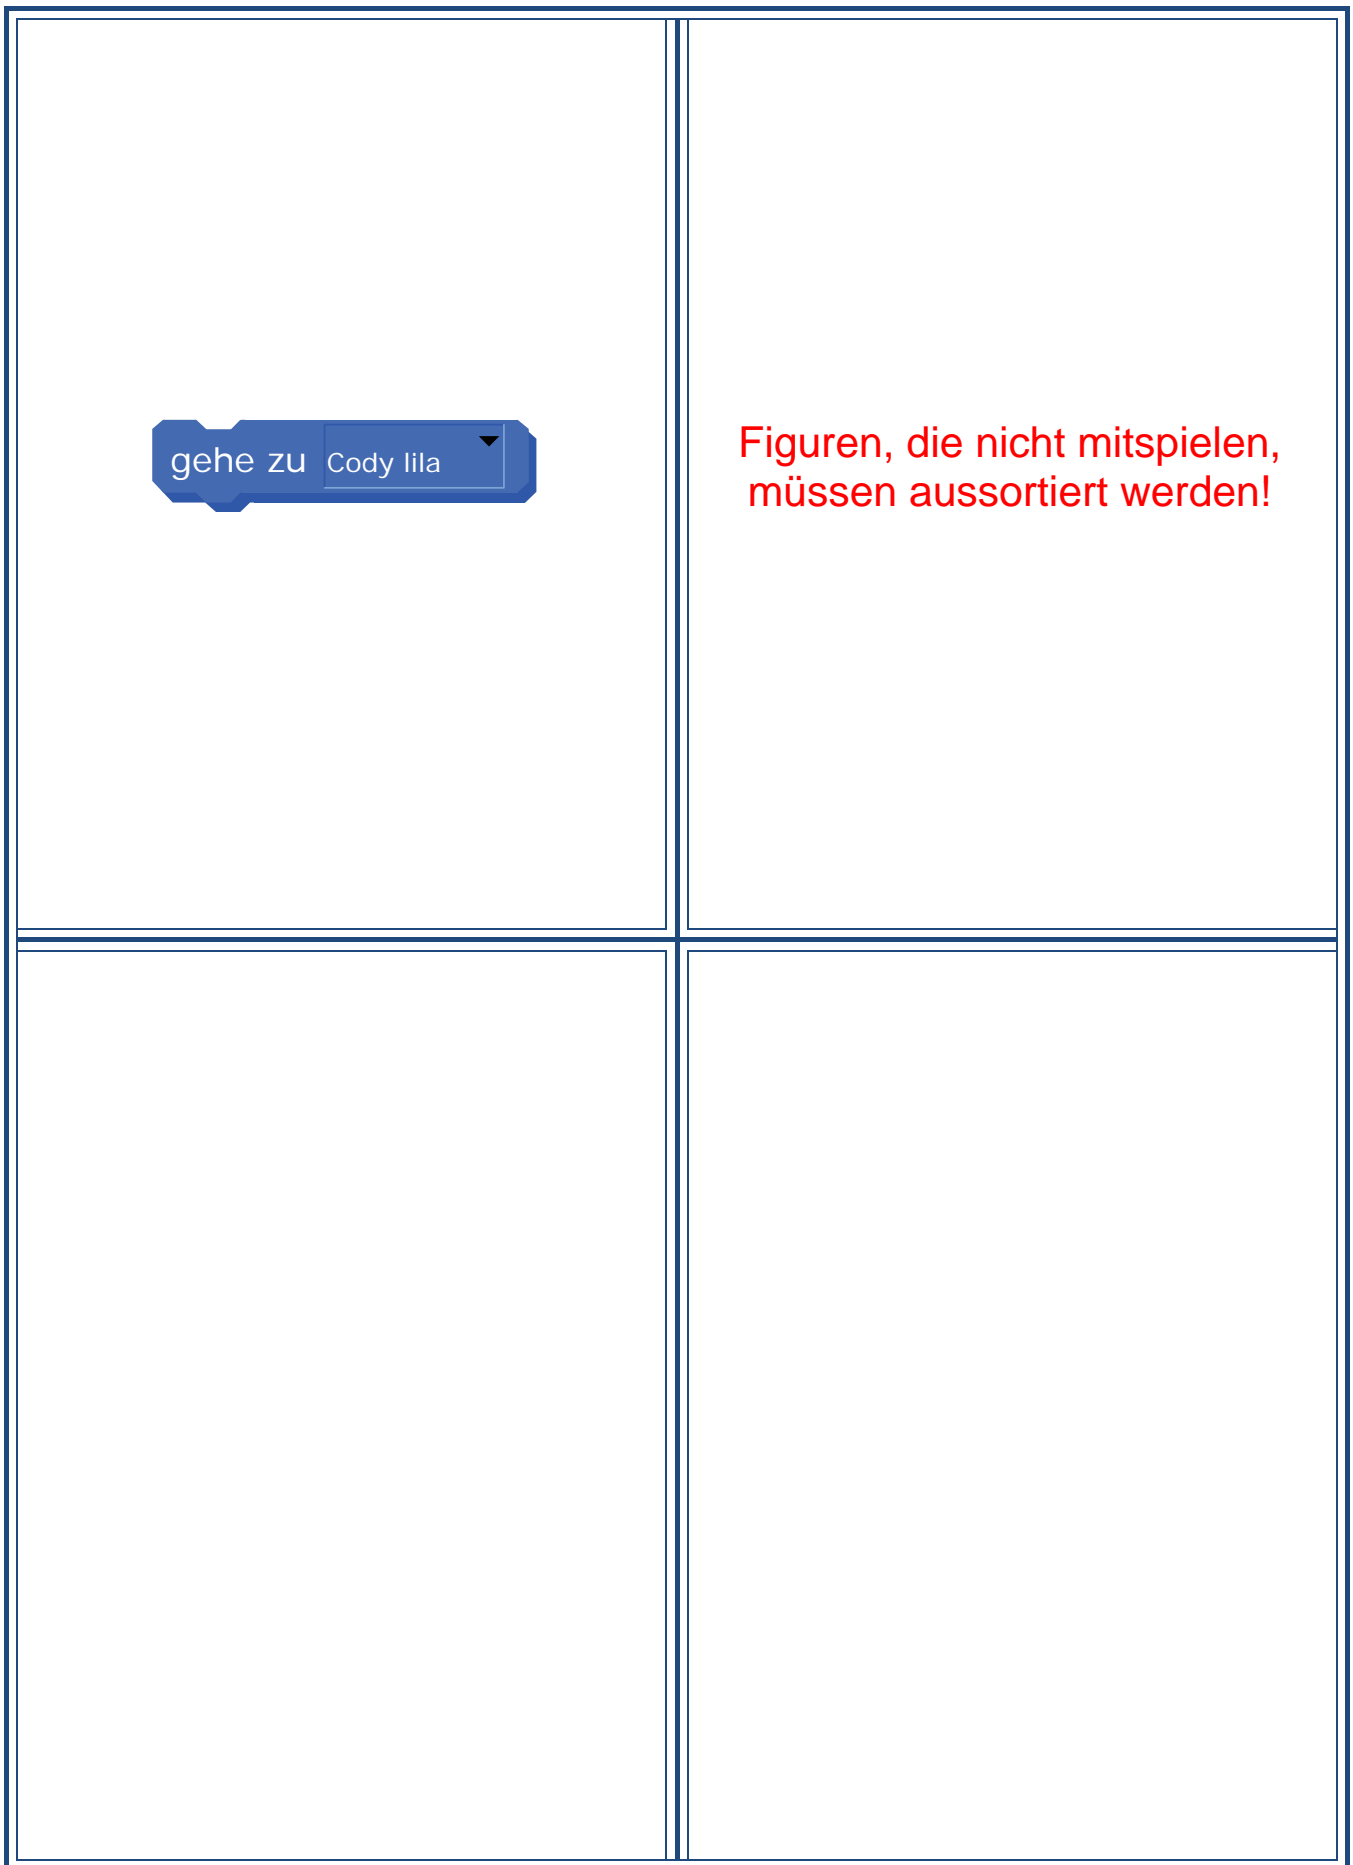 gehe zu Cody lila
Figuren, die nicht mitspielen,
müssen aussortiert werden!